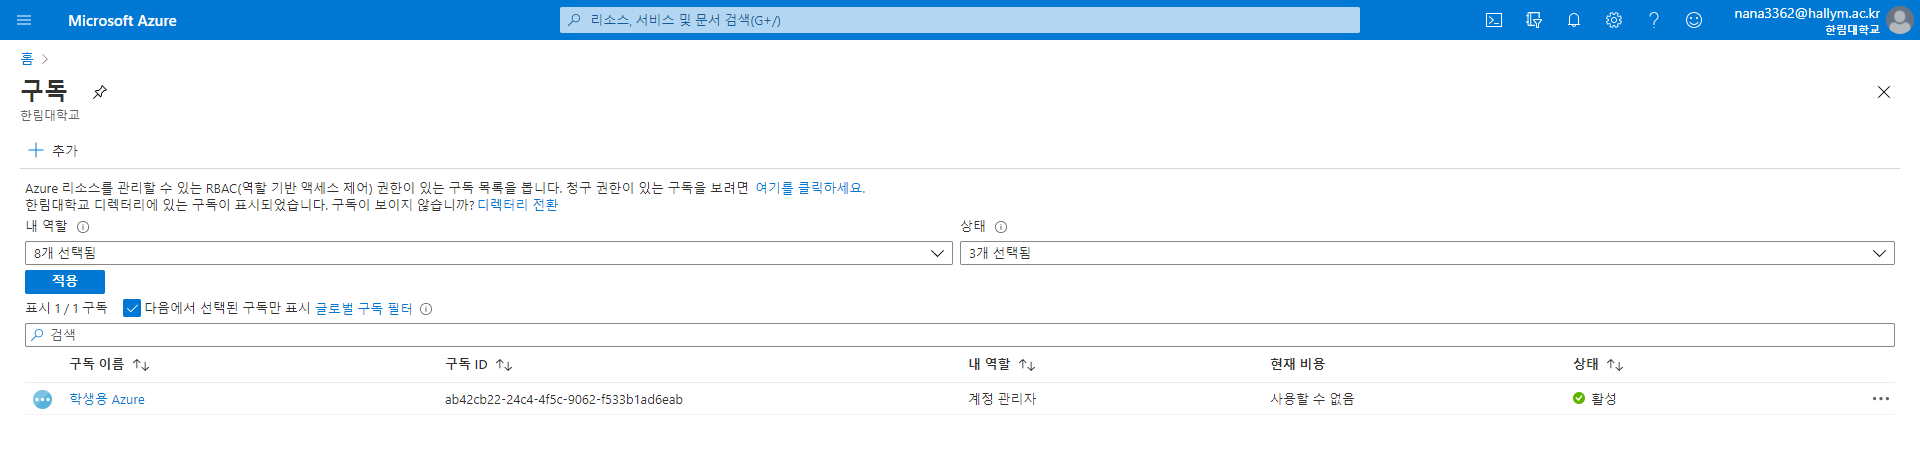 Microsoft Azure
리소스, 서비스 및 문서 검색(G+/)
nana3362@hallym.ac.kr
한림대학교
홈
구독
한림대학교
추가
Azure 리소스를 관리할 수 있는 RBAC(역할 기반 액세스 제어) 권한이 있는 구독 목록을 봅니다. 청구 권한이 있는 구독을 보려면 여기를 클릭하세요.
한림대학교 디렉터리에 있는 구독이 표시되었습니다. 구독이 보이지 않습니까? 디렉터리 전환
내 역할 상태
8개 선택됨 3개 선택됨
적용
표시 1 / 1 구독 다음에서 선택된 구독만 표시 글로벌 구독 필터
검색
구독 이름 구독 ID 내 역할 현재 비용 상태
학생용 Azure ab42cb22-24c4-4f5c-9062-f533b1ad6eab 계정 관리자 사용할 수 없음 활성